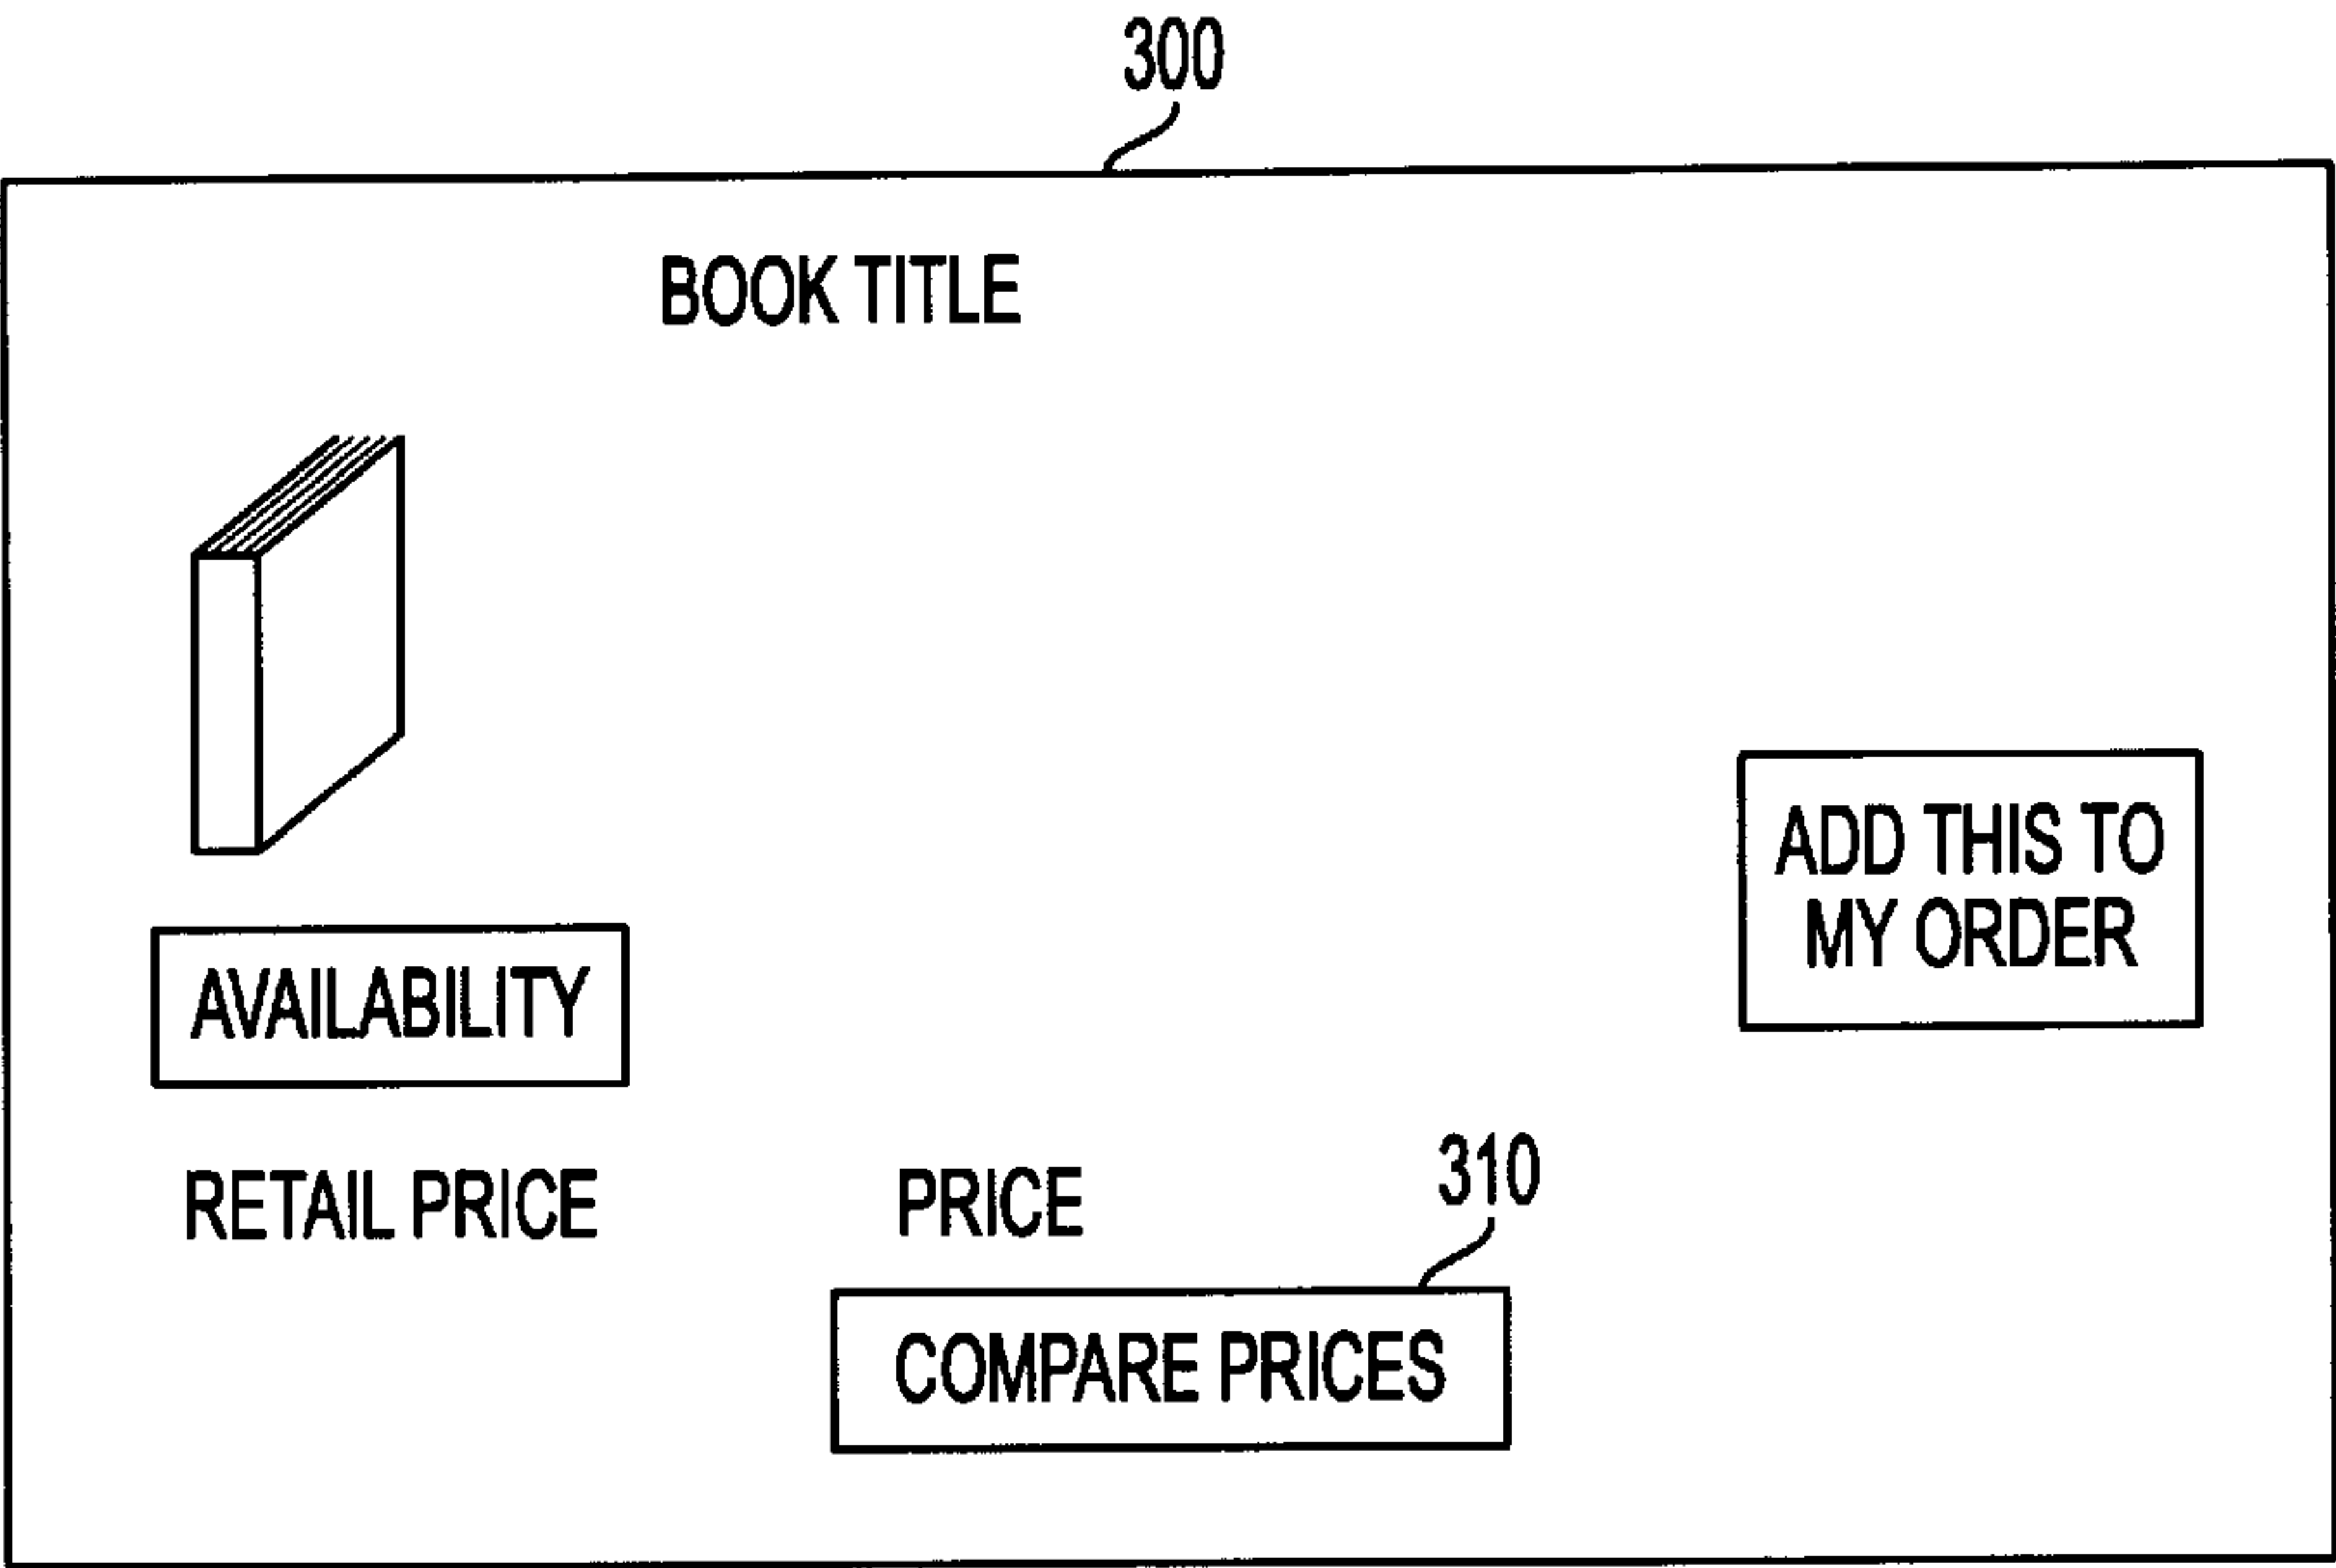 300
BOOK TITLE
ADD THIS TO
MY ORDER
AVAILABILITY
RETAIL PRICE
PRICE
310
COMPARE PRICES